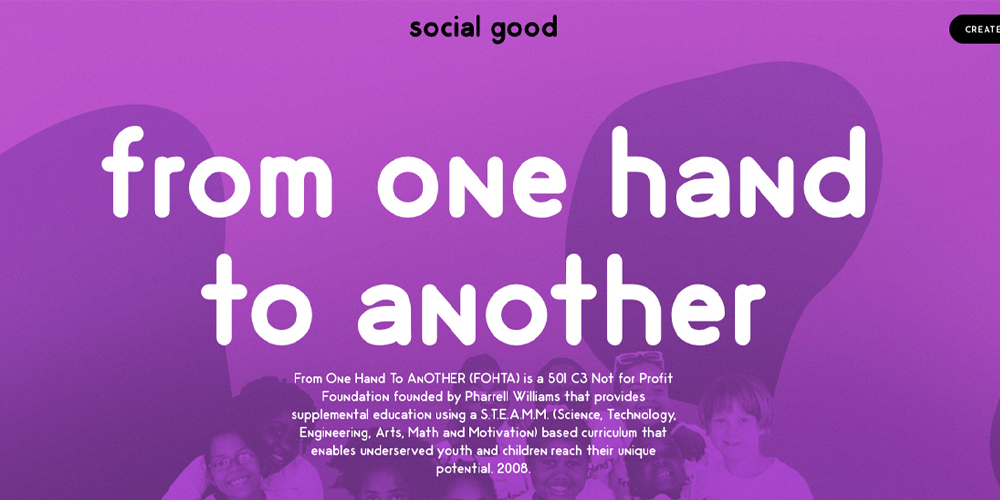 social good
CREATE
from one hand
to another
From One Hand To AnOTHER (FOHTA) is a 501 C3 Not for Profit
Foundation founded by Pharrell Williams that provides
supplemental education using a S.T.E.A.M.M. (Science, Technology,
Engineering, Arts, Math and Motivation) based curriculum that
enables underserved youth and children reach their unique
potential. 2008.